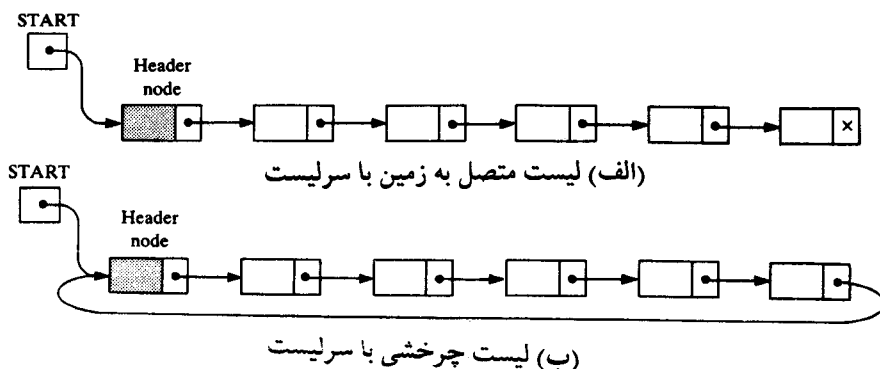 START
Header
node
×
(الف) لیست متصل به زمین با سرلیست
START
Header
node
(ب) لیست چرخشی با سرلیست